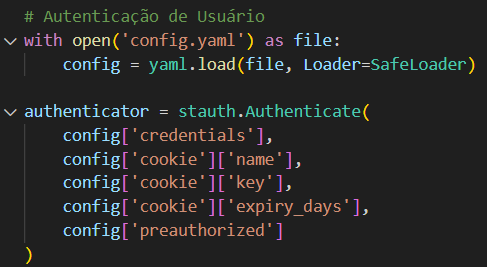 # Autenticação de Usuário
with open('config.yaml') as file:
    config = yaml.load(file, Loader=SafeLoader)

authenticator = stauth.Authenticate(
    config['credentials'],
    config['cookie']['name'],
    config['cookie']['key'],
    config['cookie']['expiry_days'],
    config['preauthorized']
)